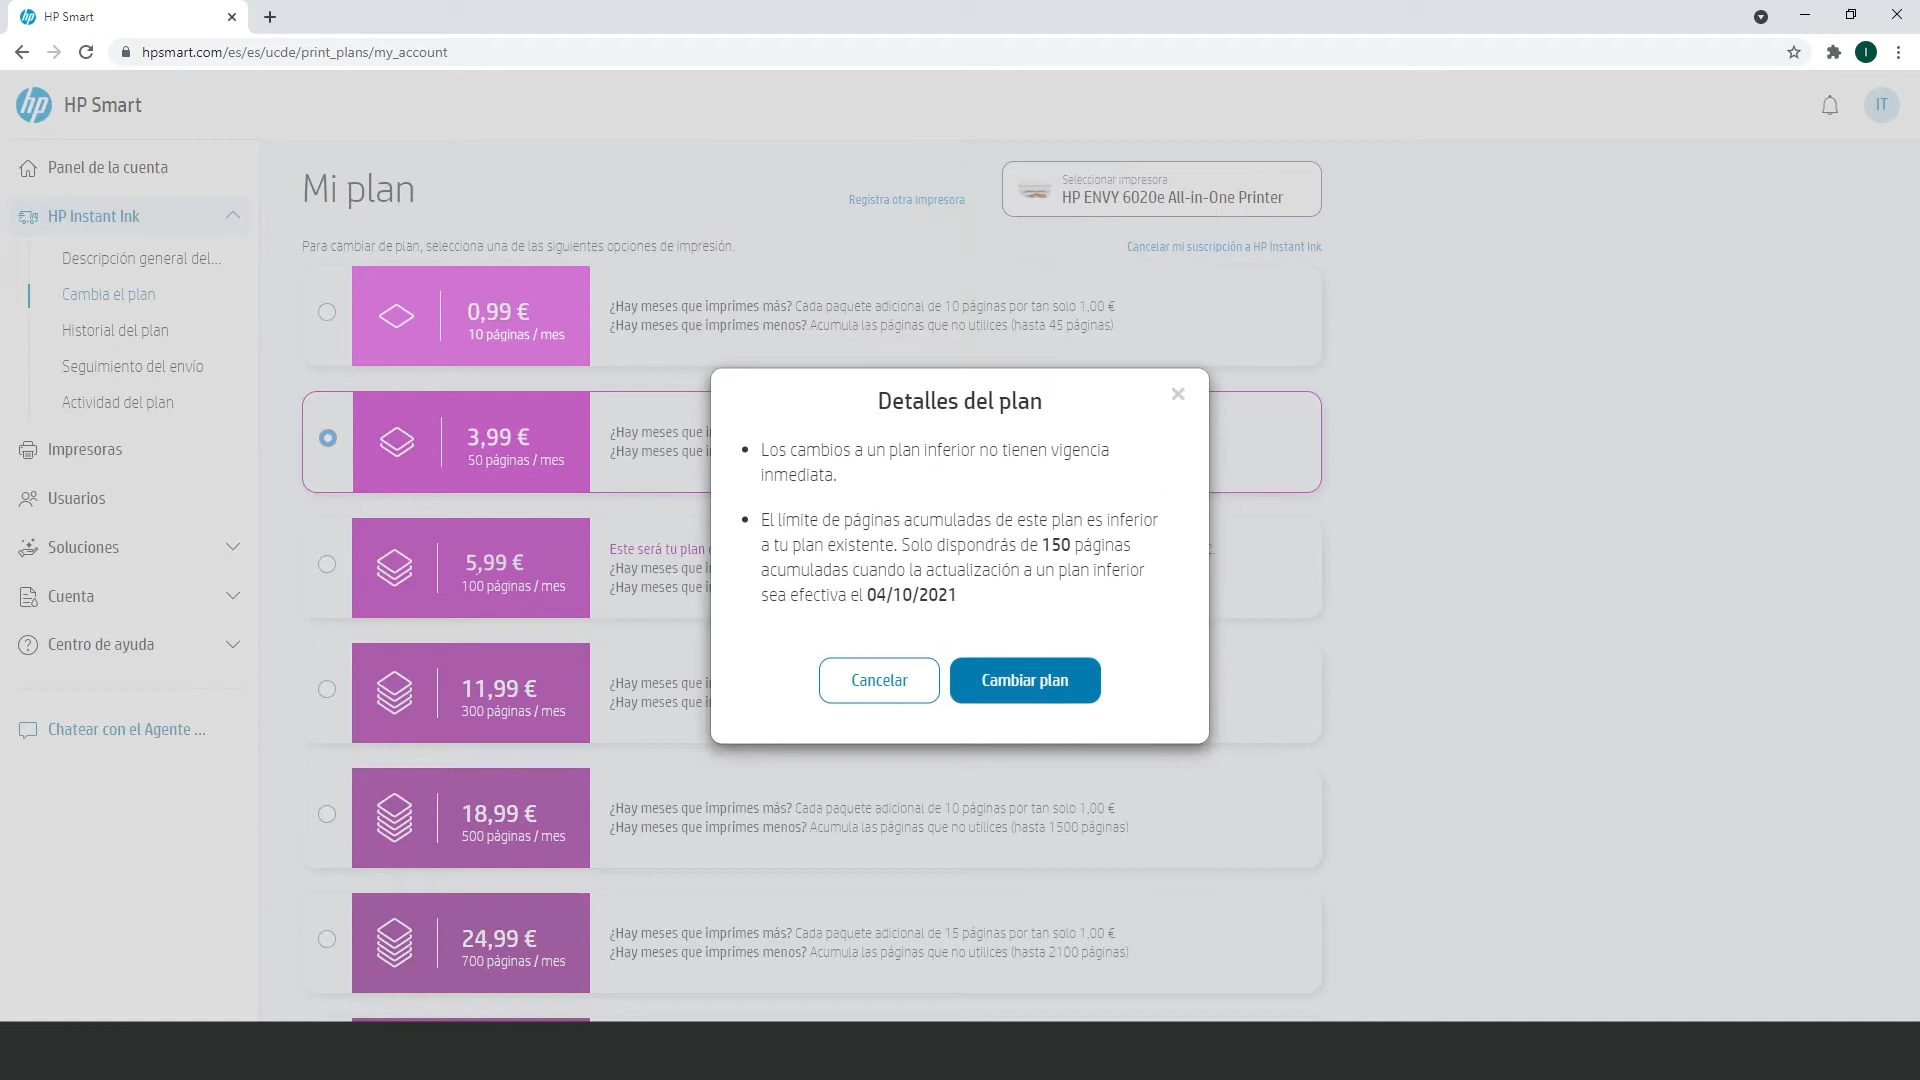 HP Smart
hpsmart.com/es/es/ucde/print_plans/my_account
I
hp HP Smart
IT
Panel de la cuenta
HP Instant Ink
Descripción general del...
Cambia el plan
Historial del plan
Seguimiento del envío
Actividad del plan
Impresoras
Usuarios
Soluciones
Cuenta
Centro de ayuda
Chatear con el Agente ...
Mi plan
Registra otra impresora
Seleccionar impresora
HP ENVY 6020e All-in-One Printer
Para cambiar de plan, selecciona una de las siguientes opciones de impresión.
Cancelar mi suscripción a HP Instant Ink
0,99 €
10 páginas / mes
¿Hay meses que imprimes más? Cada paquete adicional de 10 páginas por tan solo 1,00 €
¿Hay meses que imprimes menos? Acumula las páginas que no utilices (hasta 45 páginas)
3,99 €
50 páginas / mes
¿Hay meses que
¿Hay meses que
5,99 €
100 páginas / mes
Este será tu plan
¿Hay meses que
¿Hay meses que
11,99 €
300 páginas / mes
¿Hay meses que
¿Hay meses que
18,99 €
500 páginas / mes
¿Hay meses que imprimes más? Cada paquete adicional de 10 páginas por tan solo 1,00 €
¿Hay meses que imprimes menos? Acumula las páginas que no utilices (hasta 1500 páginas)
24,99 €
700 páginas / mes
¿Hay meses que imprimes más? Cada paquete adicional de 15 páginas por tan solo 1,00 €
¿Hay meses que imprimes menos? Acumula las páginas que no utilices (hasta 2100 páginas)
Detalles del plan
Los cambios a un plan inferior no tienen vigencia
inmediata.
El límite de páginas acumuladas de este plan es inferior
a tu plan existente. Solo dispondrás de 150 páginas
acumuladas cuando la actualización a un plan inferior
sea efectiva el 04/10/2021
Cancelar
Cambiar plan